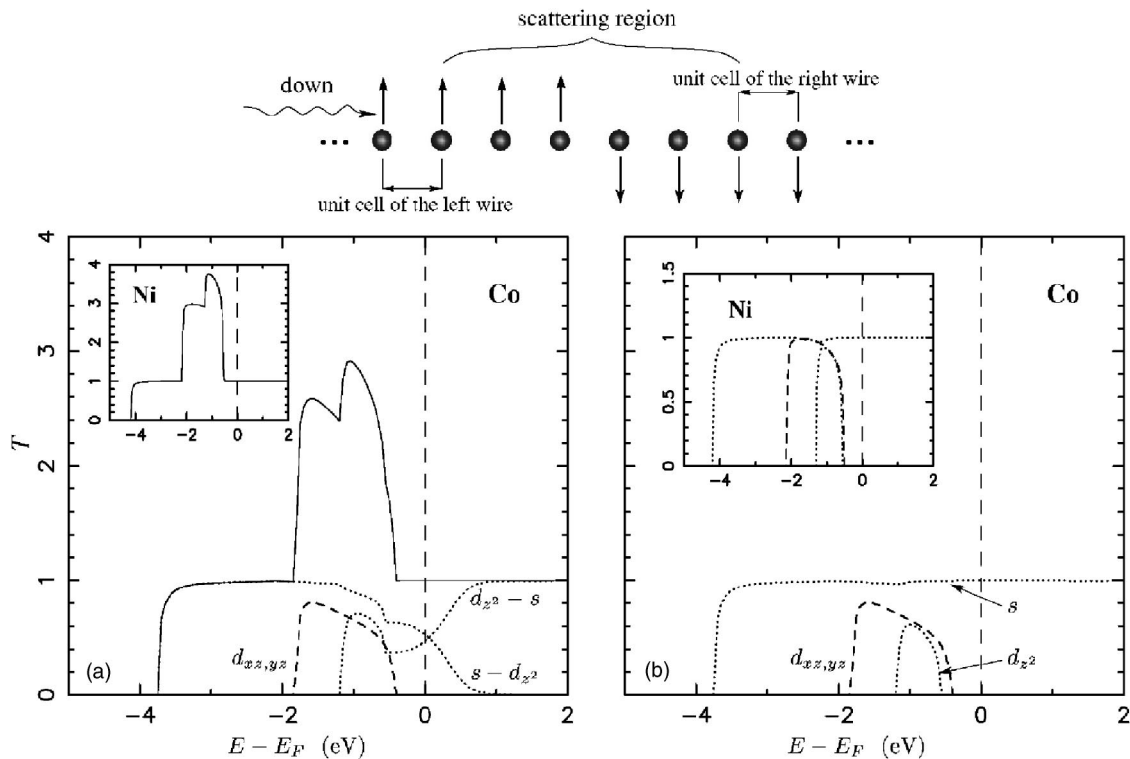 scattering region
unit cell of the right wire
down
... ...
unit cell of the left wire
4
3
2
1
0
T
−4 −2 0 2
E − E_F (eV)
(a)
Co
d_{z²} − s
s − d_{z²}
d_{xz,yz}
Ni
4
3
2
1
0
−4 −2 0 2
−4 −2 0 2
E − E_F (eV)
(b)
Co
s
d_{xz,yz}
d_{z²}
Ni
1.5
1
0.5
0
−4 −2 0 2